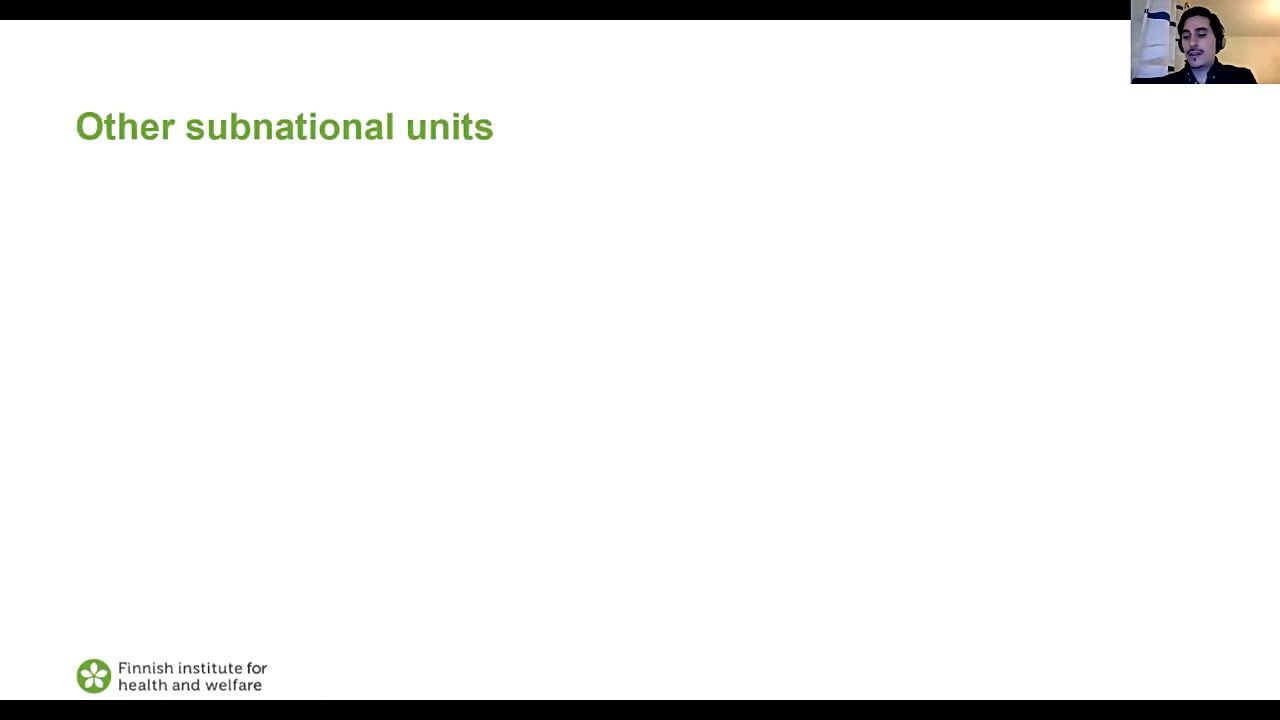 Other subnational units
Finnish institute for
health and welfare